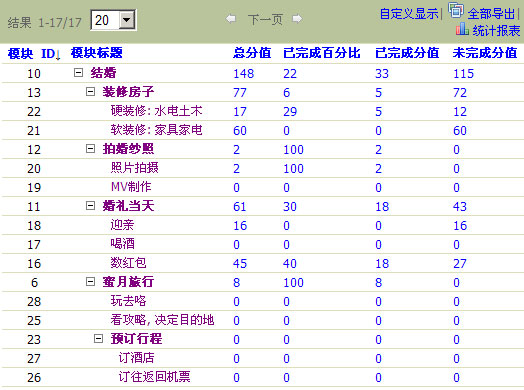 结果 1-17/17 20 下一页 自定义显示| 全部导出|
统计报表
模块 ID↓ 模块标题 总分值 已完成百分比 已完成分值 未完成分值
10 结婚 148 22 33 115
13 装修房子 77 6 5 72
22 硬装修: 水电土木 17 29 5 12
21 软装修: 家具家电 60 0 0 60
12 拍婚纱照 2 100 2 0
20 照片拍摄 2 100 2 0
19 MV制作 0 0 0 0
11 婚礼当天 61 30 18 43
18 迎亲 16 0 0 16
17 喝酒 0 0 0 0
16 数红包 45 40 18 27
6 蜜月旅行 8 100 8 0
28 玩去咯 0 0 0 0
25 看攻略, 决定目的地 0 0 0 0
23 预订行程 0 0 0 0
27 订酒店 0 0 0 0
26 订往返回机票 0 0 0 0